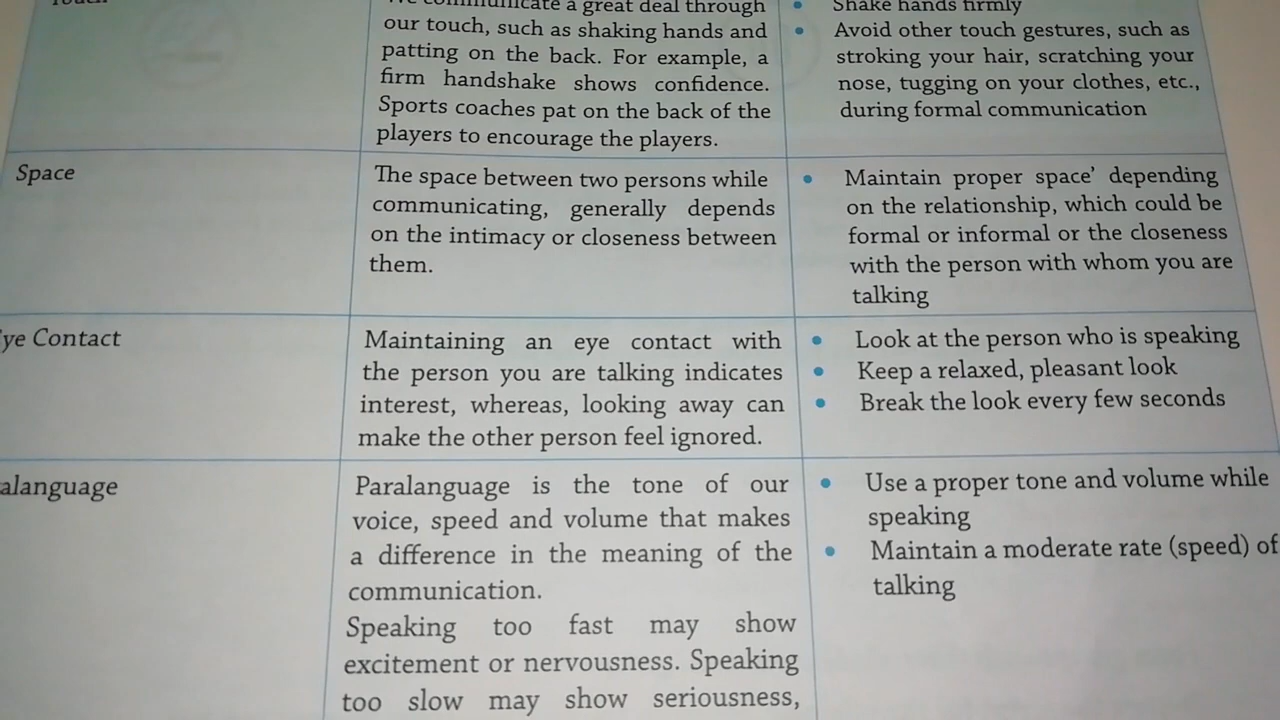 Touch
We communicate a great deal through
our touch, such as shaking hands and
patting on the back. For example, a
firm handshake shows confidence.
Sports coaches pat on the back of the
players to encourage the players.
Shake hands firmly
Avoid other touch gestures, such as
stroking your hair, scratching your
nose, tugging on your clothes, etc.,
during formal communication
Space
The space between two persons while
communicating, generally depends
on the intimacy or closeness between
them.
Maintain proper space’ depending
on the relationship, which could be
formal or informal or the closeness
with the person with whom you are
talking
ye Contact
Maintaining an eye contact with
the person you are talking indicates
interest, whereas, looking away can
make the other person feel ignored.
Look at the person who is speaking
Keep a relaxed, pleasant look
Break the look every few seconds
alanguage
Paralanguage is the tone of our
voice, speed and volume that makes
a difference in the meaning of the
communication.
Speaking too fast may show
excitement or nervousness. Speaking
too slow may show seriousness,
Use a proper tone and volume while
speaking
Maintain a moderate rate (speed) of
talking